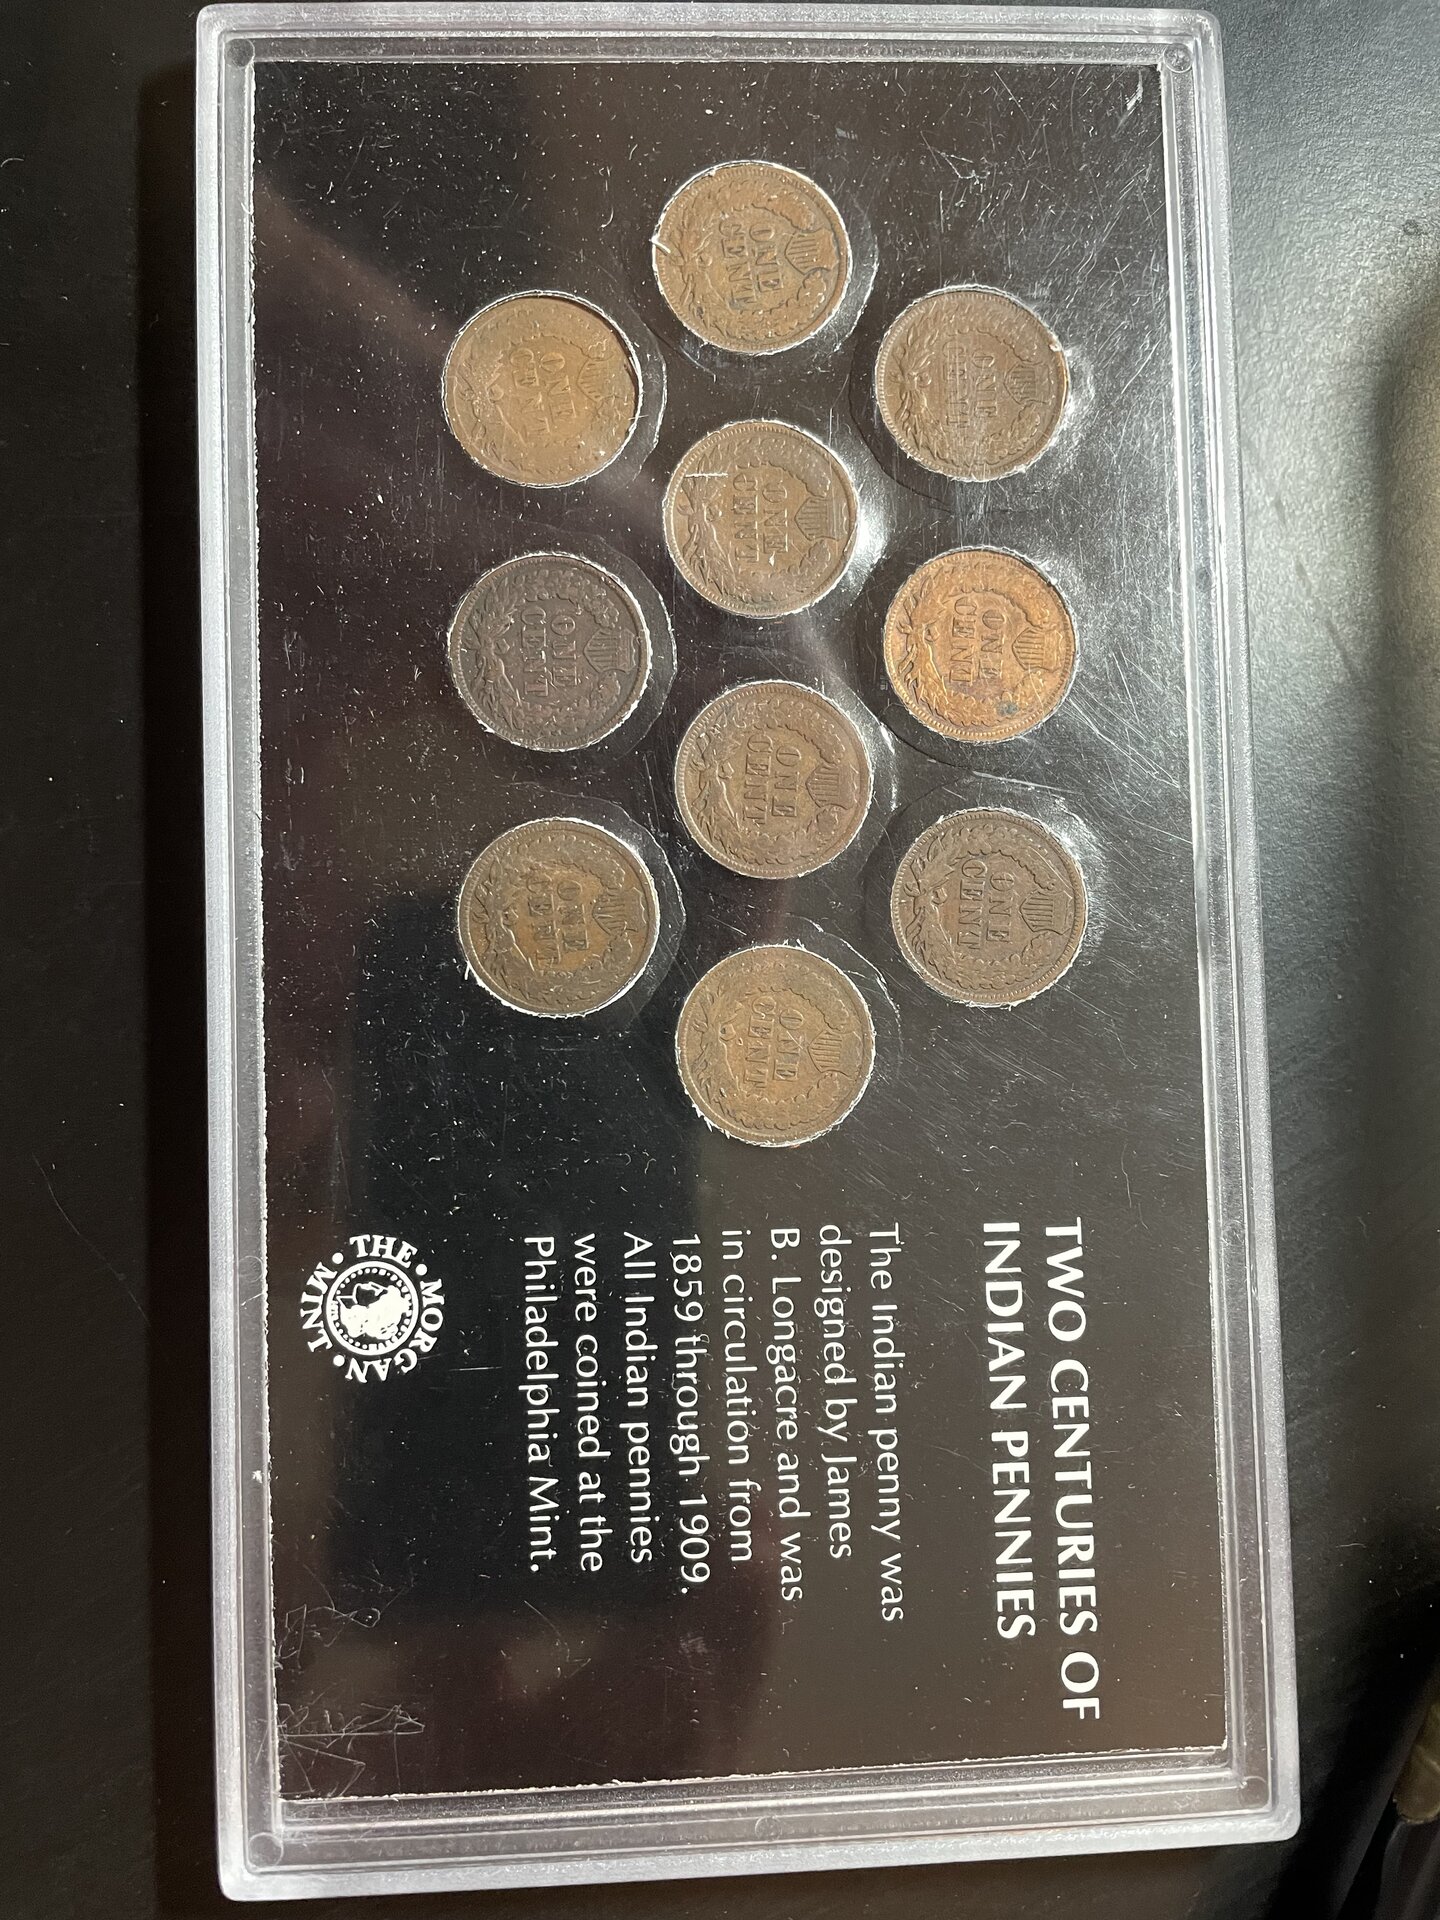 TWO CENTURIES OF
INDIAN PENNIES
The Indian penny was
designed by James
B. Longacre and was
in circulation from
1859 through 1909.
All Indian pennies
were coined at the
Philadelphia Mint.
THE • MORGAN • MINT •
ONE
CENT
ONE
CENT
ONE
CENT
ONE
CENT
ONE
CENT
ONE
CENT
ONE
CENT
ONE
CENT
ONE
CENT
ONE
CENT